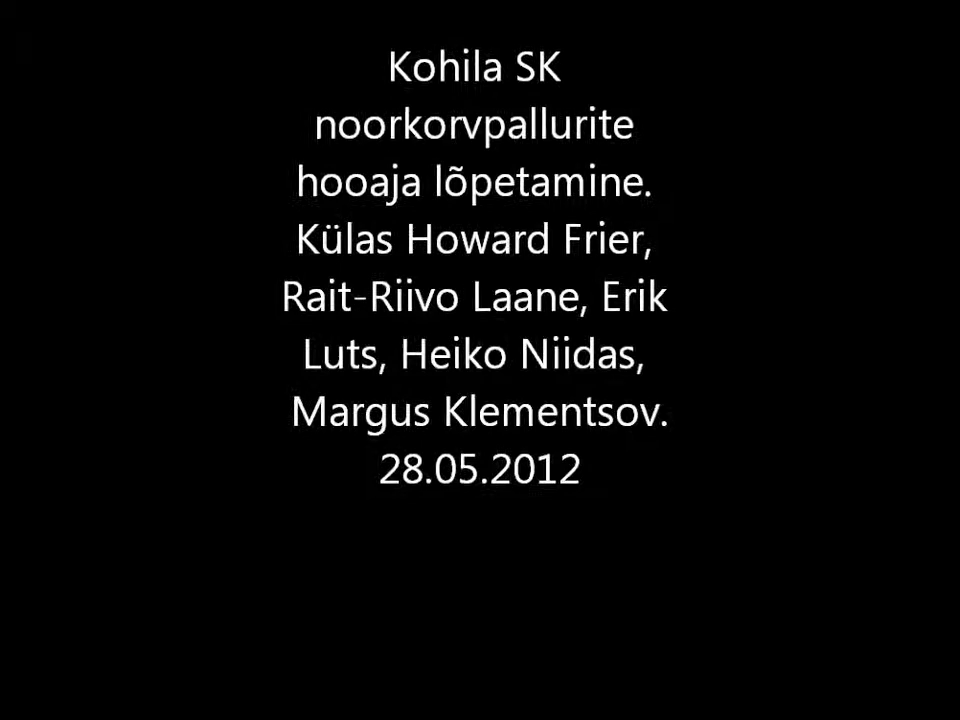 Kohila SK
noorkorvpallurite
hooaja lõpetamine.
Külas Howard Frier,
Rait-Riivo Laane, Erik
Luts, Heiko Niidas,
Margus Klementsov.
28.05.2012